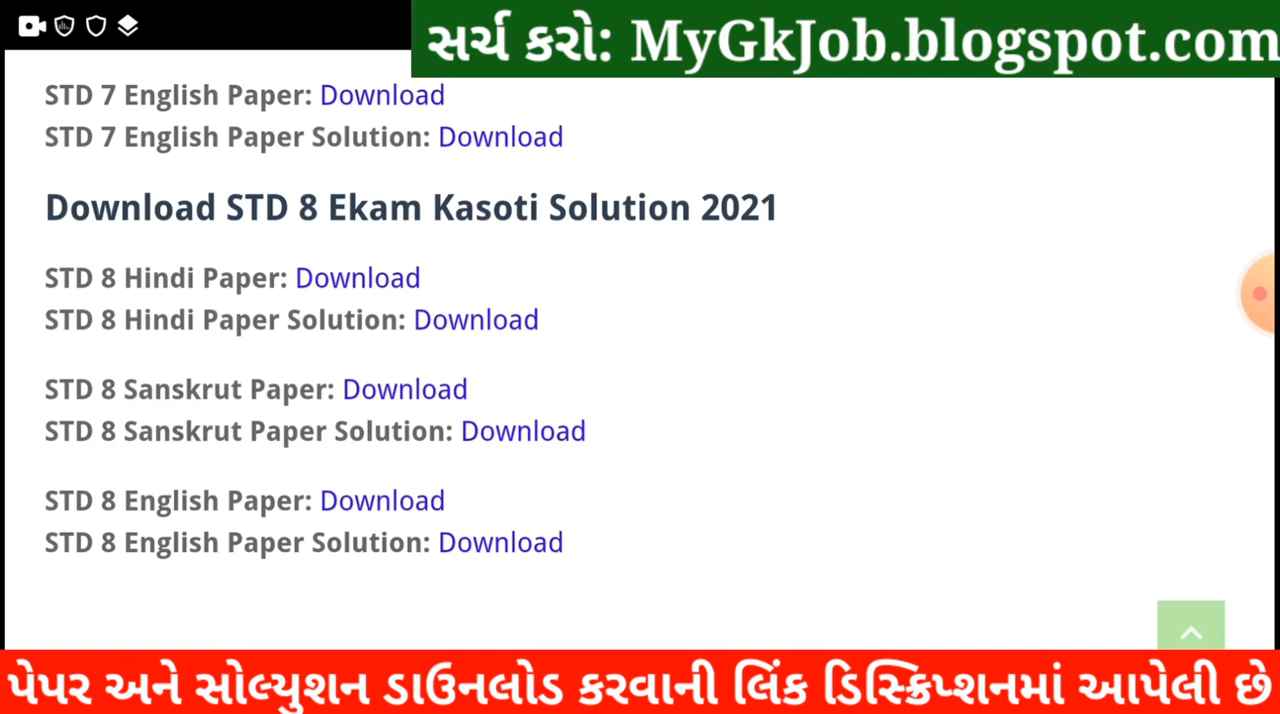 સર્ચ કરો: MyGkJob.blogspot.com
STD 7 English Paper: Download
STD 7 English Paper Solution: Download
Download STD 8 Ekam Kasoti Solution 2021
STD 8 Hindi Paper: Download
STD 8 Hindi Paper Solution: Download
STD 8 Sanskrut Paper: Download
STD 8 Sanskrut Paper Solution: Download
STD 8 English Paper: Download
STD 8 English Paper Solution: Download
પેપર અને સોલ્યુશન ડાઉનલોડ કરવાની લિંક ડિસ્ક્રિપ્શનમાં આપેલી છે